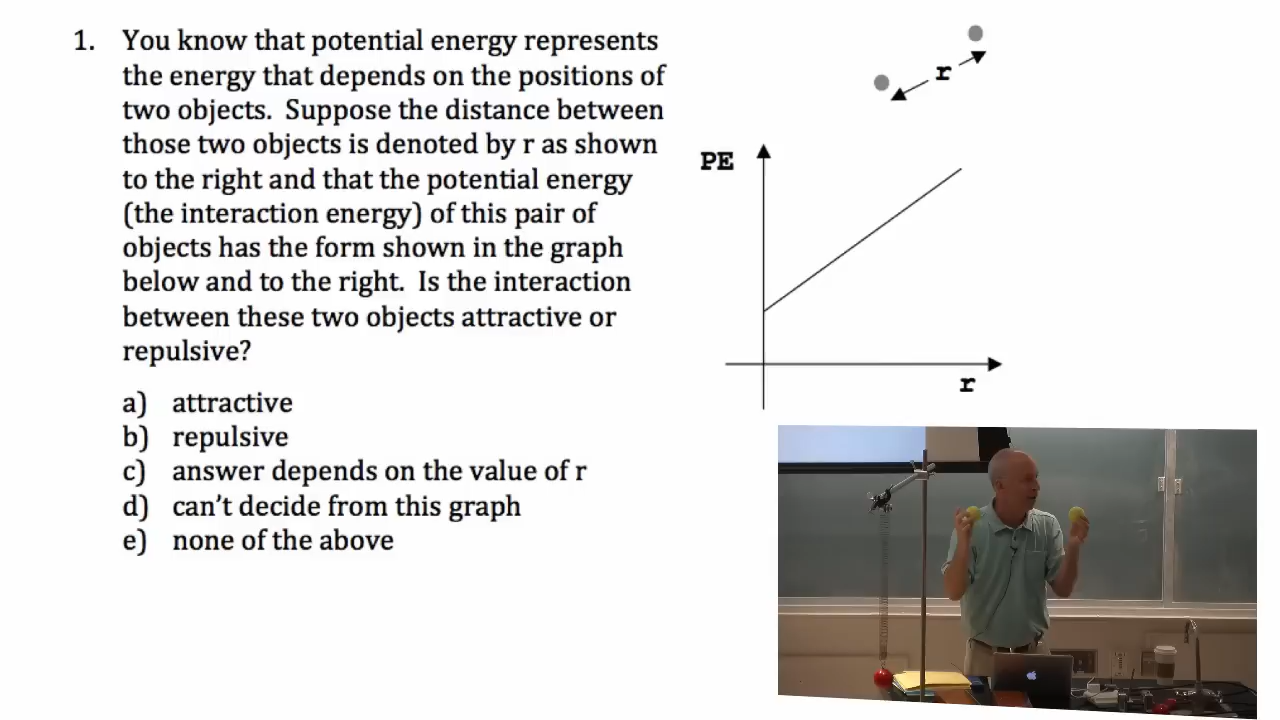 1. You know that potential energy represents
the energy that depends on the positions of
two objects. Suppose the distance between
those two objects is denoted by r as shown
to the right and that the potential energy
(the interaction energy) of this pair of
objects has the form shown in the graph
below and to the right. Is the interaction
between these two objects attractive or
repulsive?
a) attractive
b) repulsive
c) answer depends on the value of r
d) can't decide from this graph
e) none of the above
r
PE
r